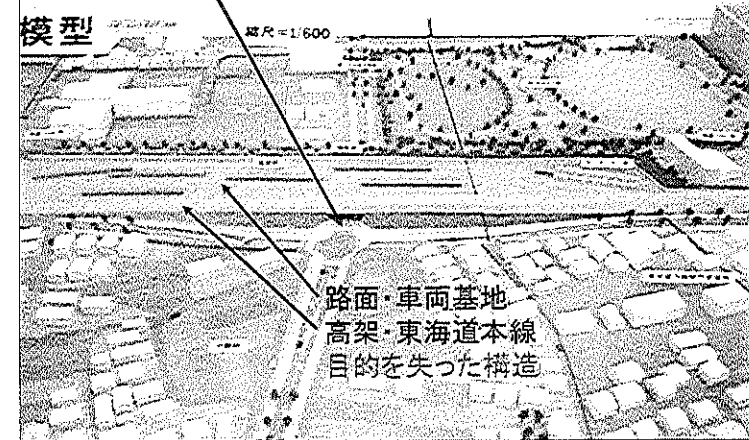 模型
縮尺=1/600
路面・車両基地
高架・東海道本線
目的を失った構造